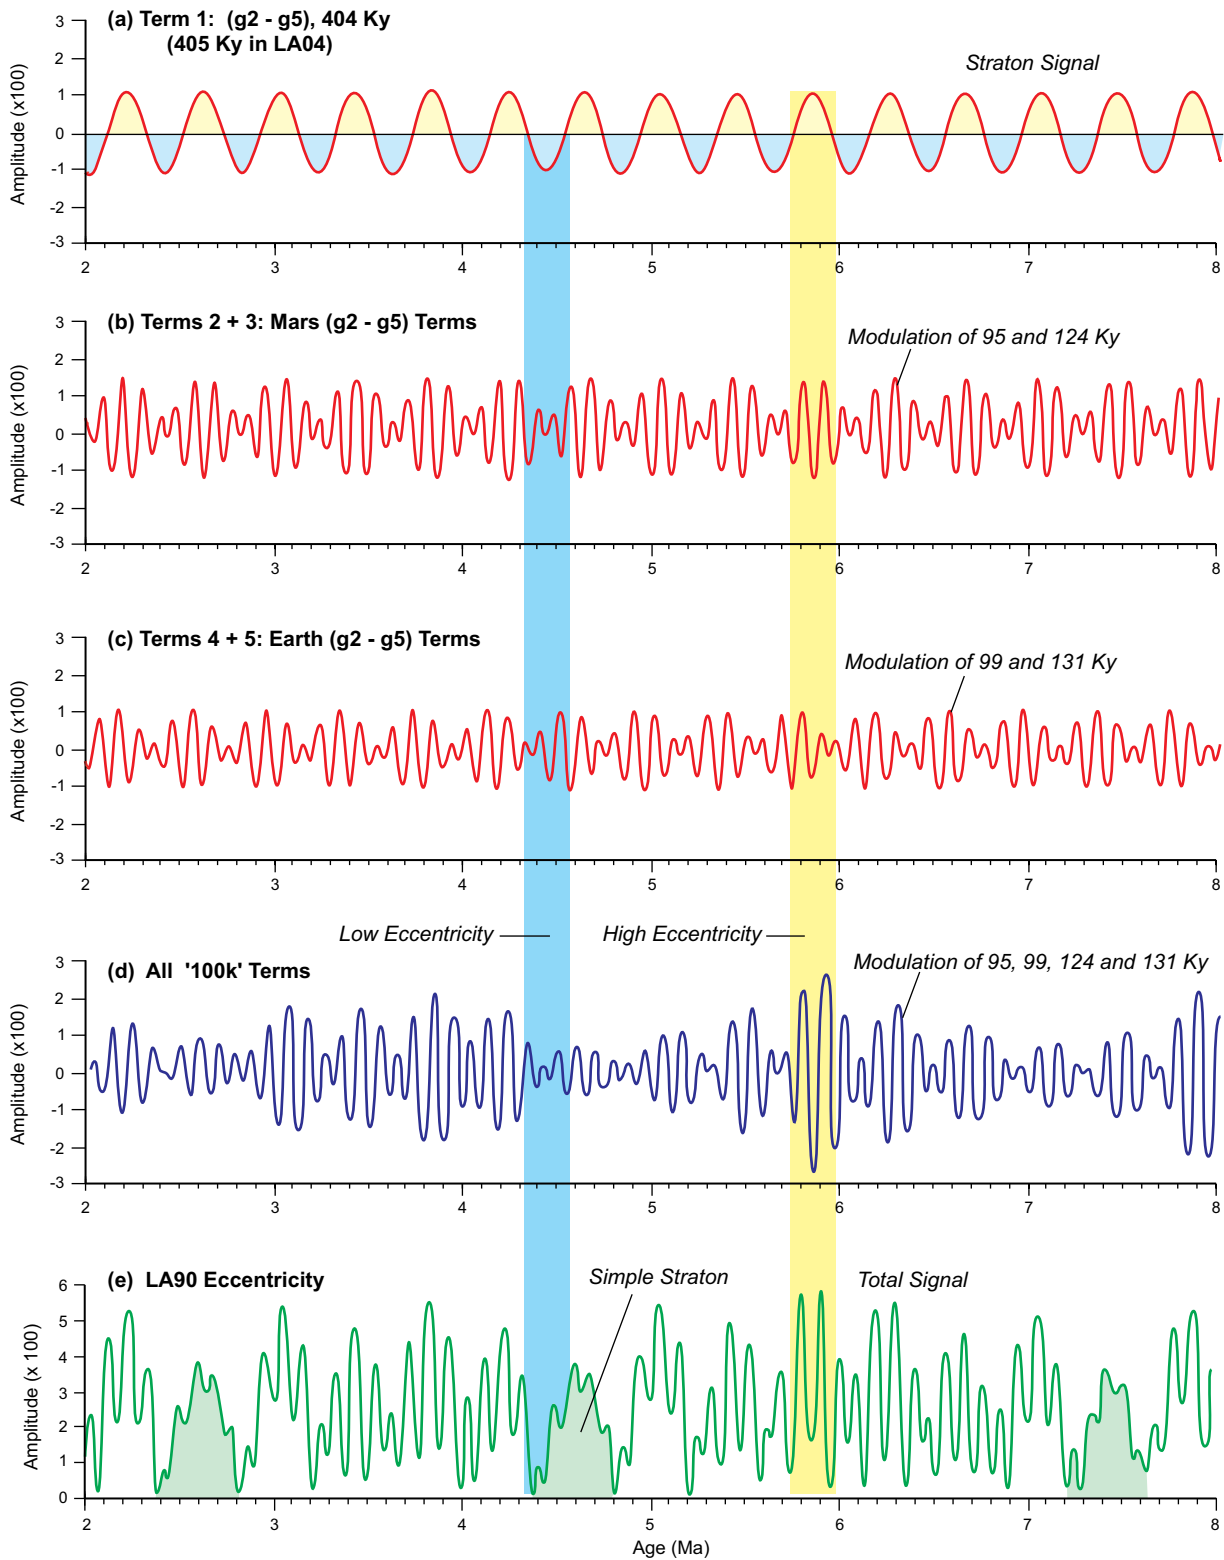 (a) Term 1: (g2 - g5), 404 Ky
(405 Ky in LA04)
Straton Signal
Amplitude (x100)
3
2
1
0
-1
-2
-3
2 3 4 5 6 7 8
(b) Terms 2 + 3: Mars (g2 - g5) Terms
Modulation of 95 and 124 Ky
Amplitude (x100)
3
2
1
0
-1
-2
-3
2 3 4 5 6 7 8
(c) Terms 4 + 5: Earth (g2 - g5) Terms
Modulation of 99 and 131 Ky
Amplitude (x100)
3
2
1
0
-1
-2
-3
2 3 4 5 6 7 8
Low Eccentricity
High Eccentricity
(d) All '100k' Terms
Modulation of 95, 99, 124 and 131 Ky
Amplitude (x100)
3
2
1
0
-1
-2
-3
2 3 4 5 6 7 8
(e) LA90 Eccentricity
Simple Straton
Total Signal
Amplitude (x 100)
6
5
4
3
2
1
0
2 3 4 5 6 7 8
Age (Ma)